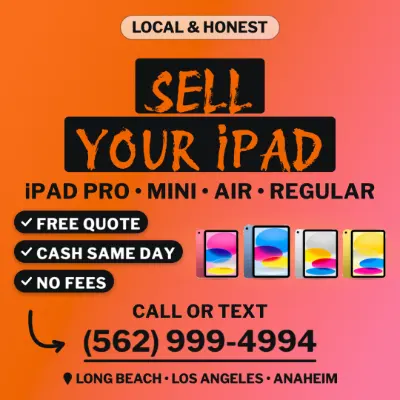 LOCAL & HONEST
SELL
YOUR iPAD
iPAD PRO • MINI • AIR • REGULAR
✓ FREE QUOTE
✓ CASH SAME DAY
✓ NO FEES
CALL OR TEXT
(562) 999-4994
LONG BEACH • LOS ANGELES • ANAHEIM